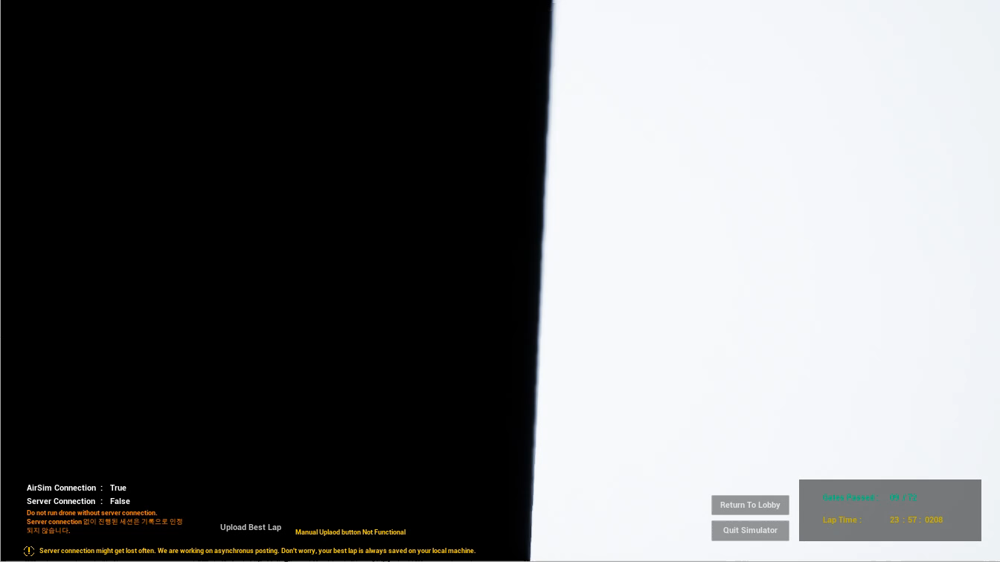 AirSim Connection : True
Server Connection : False
Do not run drone without server connection.
Server connection 없이 진행된 세션은 기록으로 인정
되지 않습니다.
Upload Best Lap
Manual Uplaod button Not Functional
Server connection might get lost often. We are working on asynchronus posting. Don't worry, your best lap is always saved on your local machine.
Return To Lobby
Quit Simulator
Gates Passed :
Lap Time : 23 : 57 : 0208